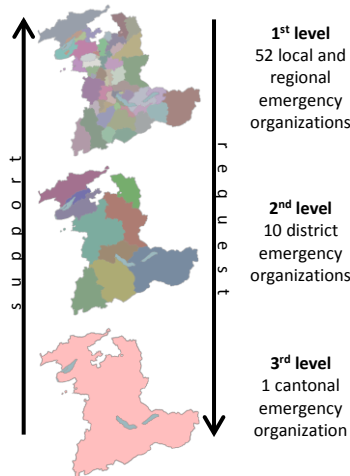 1st level
52 local and
regional
emergency
organizations
support
request
2nd level
10 district
emergency
organizations
3rd level
1 cantonal
emergency
organization